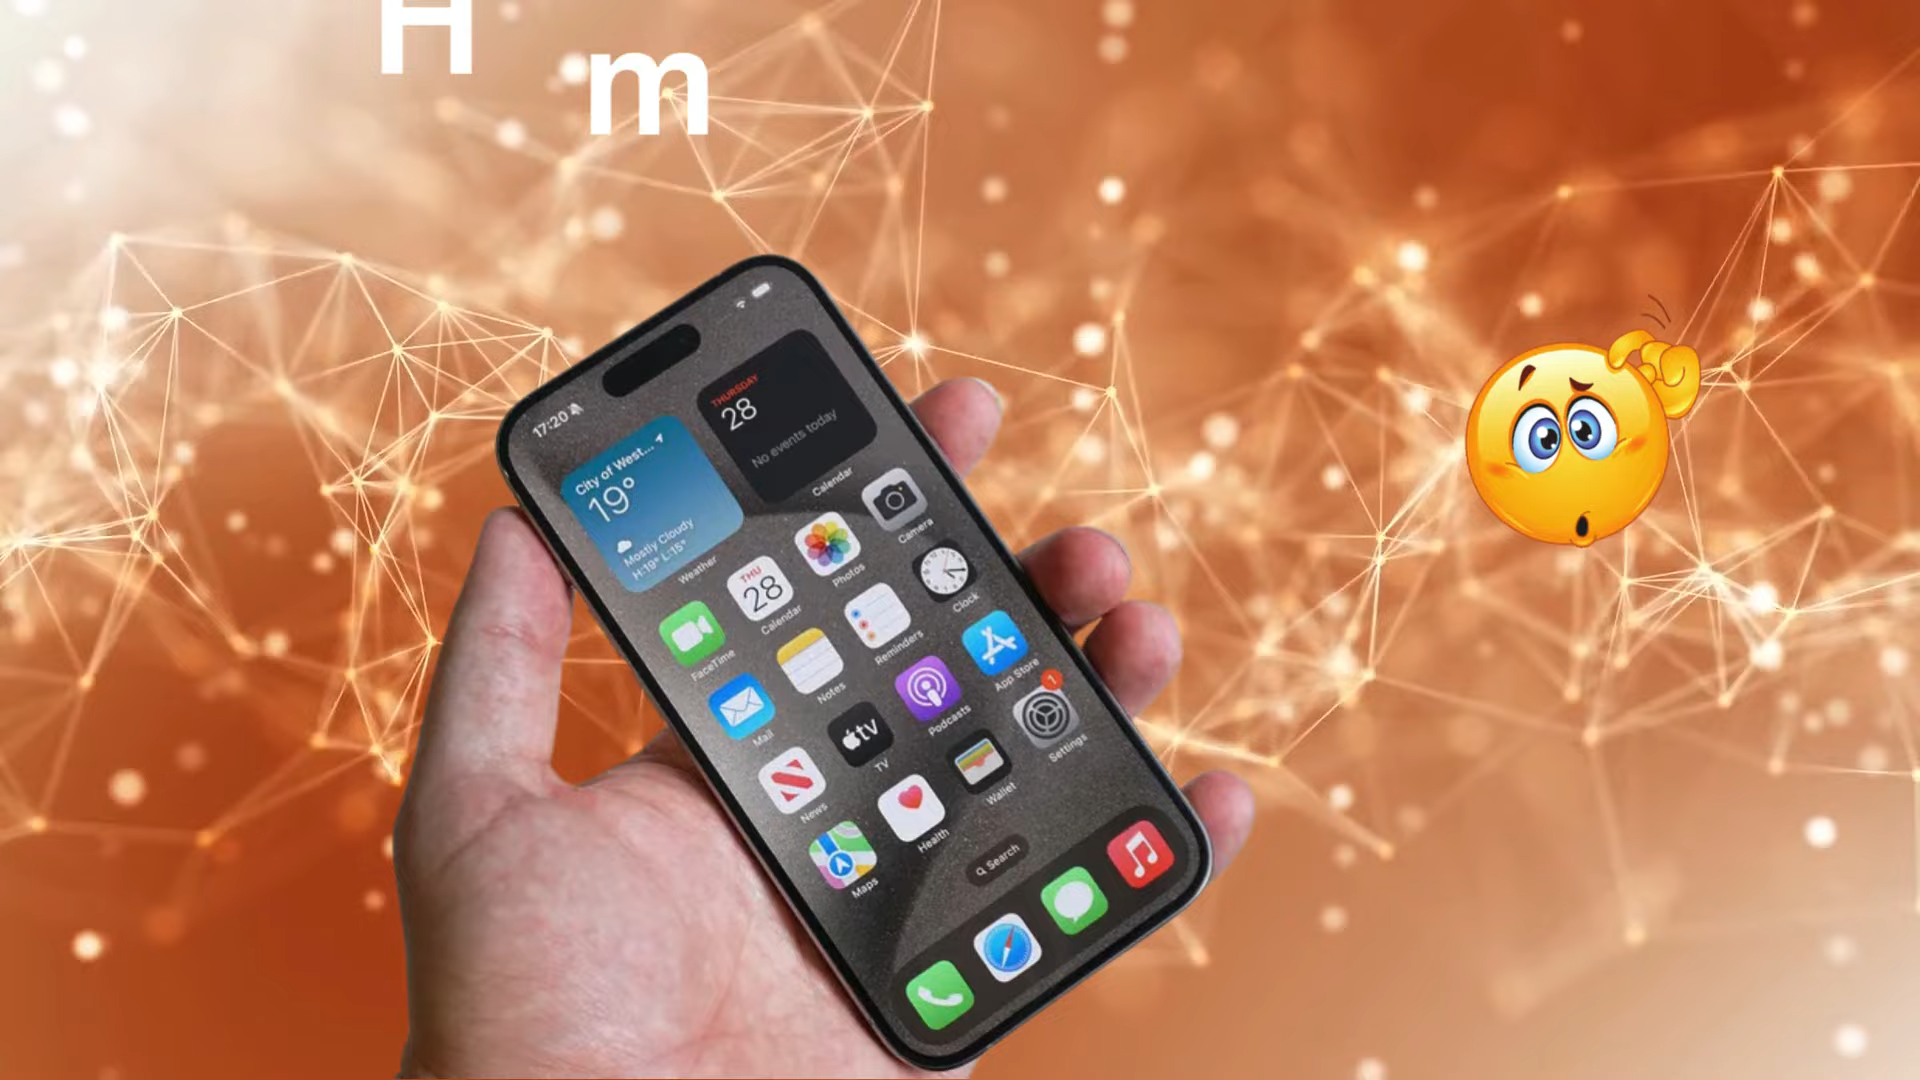 H
m
17:20
THURSDAY
28
No events today
Calendar
City of West...
19°
Mostly Cloudy
H:19° L:15°
Weather
FaceTime
THU
28
Calendar
Photos
Camera
Mail
Notes
Reminders
Clock
News
tv
TV
Podcasts
App Store
Maps
Health
Wallet
1
Settings
Search